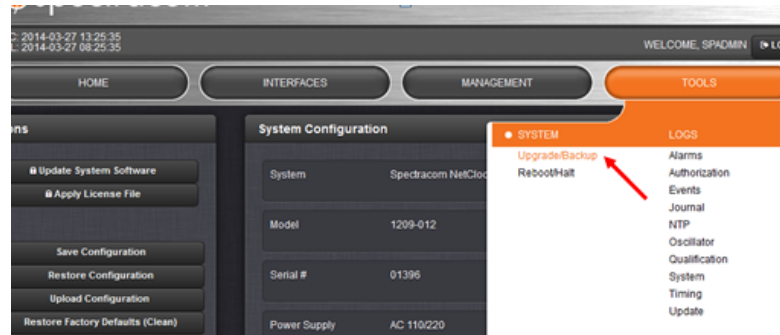 C: 2014-03-27 13:25:35
L: 2014-03-27 08:25:35
WELCOME, SPADMIN
LO
HOME
INTERFACES
MANAGEMENT
TOOLS
ons
System Configuration
SYSTEM
LOGS
Update System Software
Apply License File
Save Configuration
Restore Configuration
Upload Configuration
Restore Factory Defaults (Clean)
System
Spectracom NetCloc
Model
1209-012
Serial #
01396
Power Supply
AC 110/220
Upgrade/Backup
Reboot/Halt
Alarms
Authorization
Events
Journal
NTP
Oscillator
Qualification
System
Timing
Update